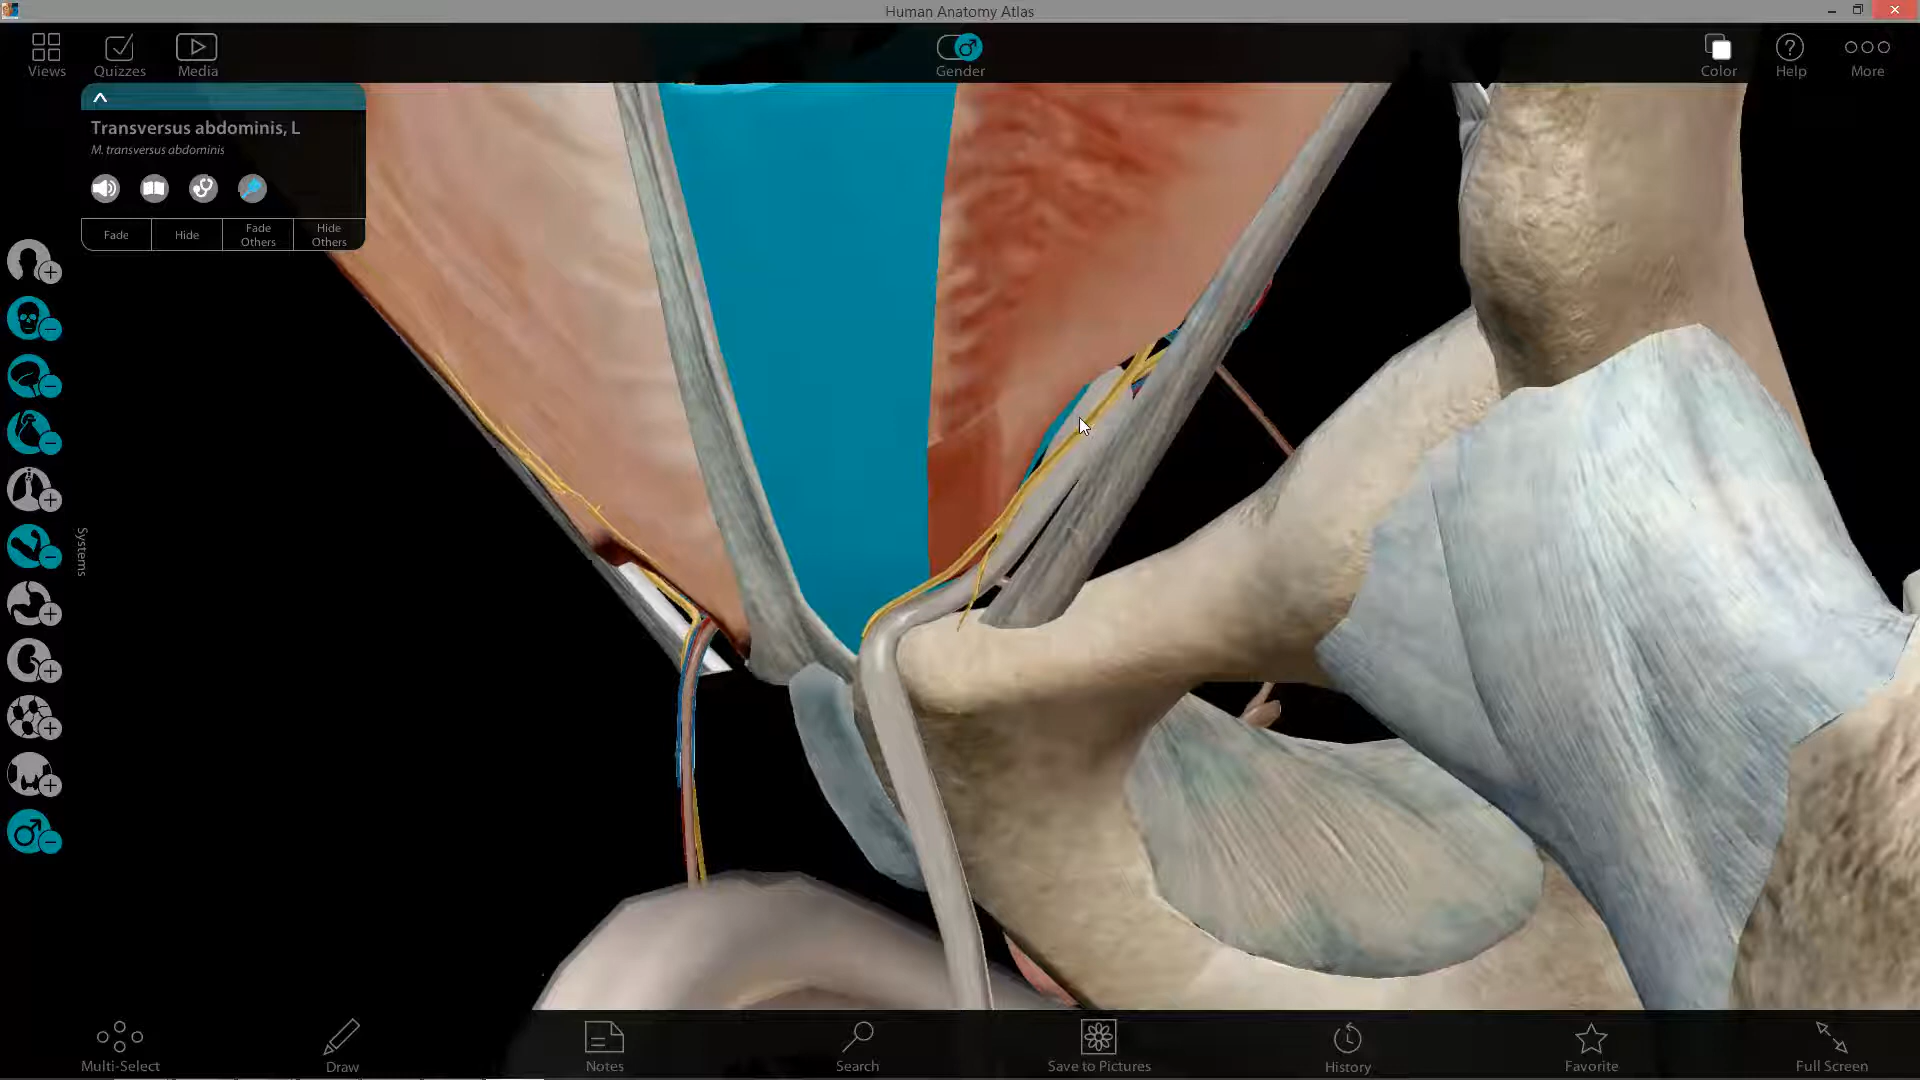 Human Anatomy Atlas
Views
Quizzes
Media
Gender
Color
Help
More
Transversus abdominis, L
M. transversus abdominis
Fade
Hide
Fade
Others
Hide
Others
Systems
Multi-Select
Draw
Notes
Search
Save to Pictures
History
Favorite
Full Screen